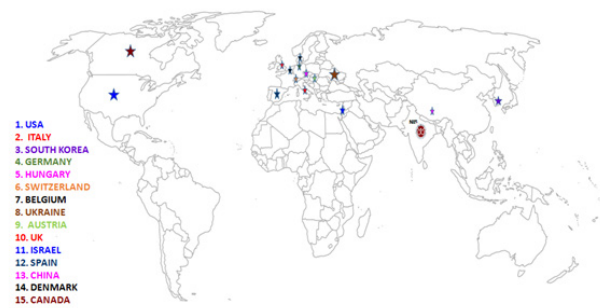 NPL
1. USA
2. ITALY
3. SOUTH KOREA
4. GERMANY
5. HUNGARY
6. SWITZERLAND
7. BELGIUM
8. UKRAINE
9. AUSTRIA
10. UK
11. ISRAEL
12. SPAIN
13. CHINA
14. DENMARK
15. CANADA